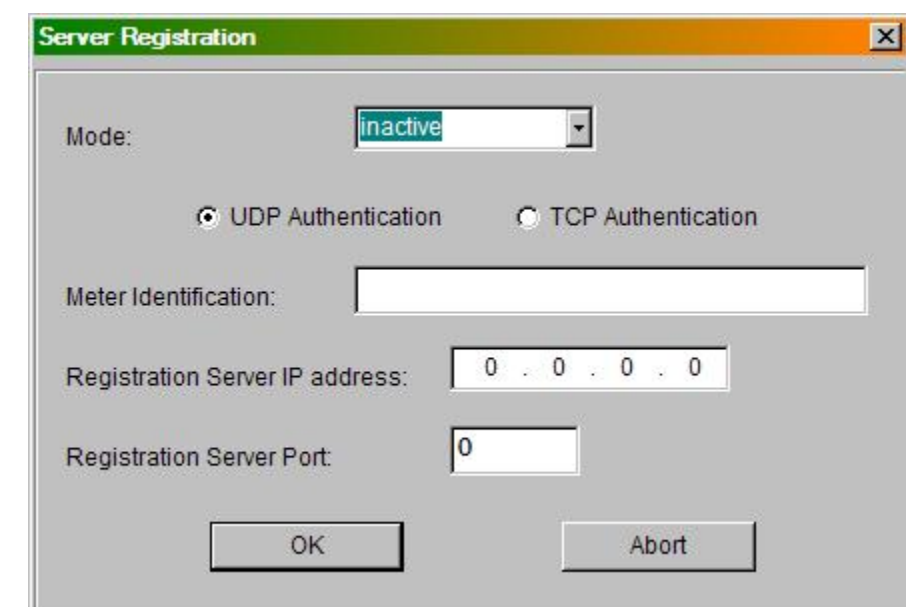 Server Registration
Mode: inactive
UDP Authentication TCP Authentication
Meter Identification:
Registration Server IP address: 0 . 0 . 0 . 0
Registration Server Port: 0
OK Abort